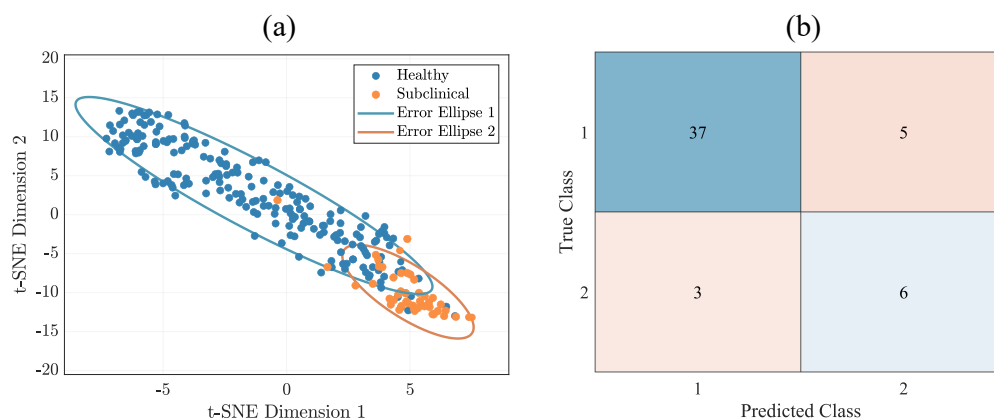 (a)
20
15
10
5
0
-5
-10
-15
-20
-5
0
5
t-SNE Dimension 2
t-SNE Dimension 1
Healthy
Subclinical
Error Ellipse 1
Error Ellipse 2
(b)
True Class
1
37
5
2
3
6
1
2
Predicted Class